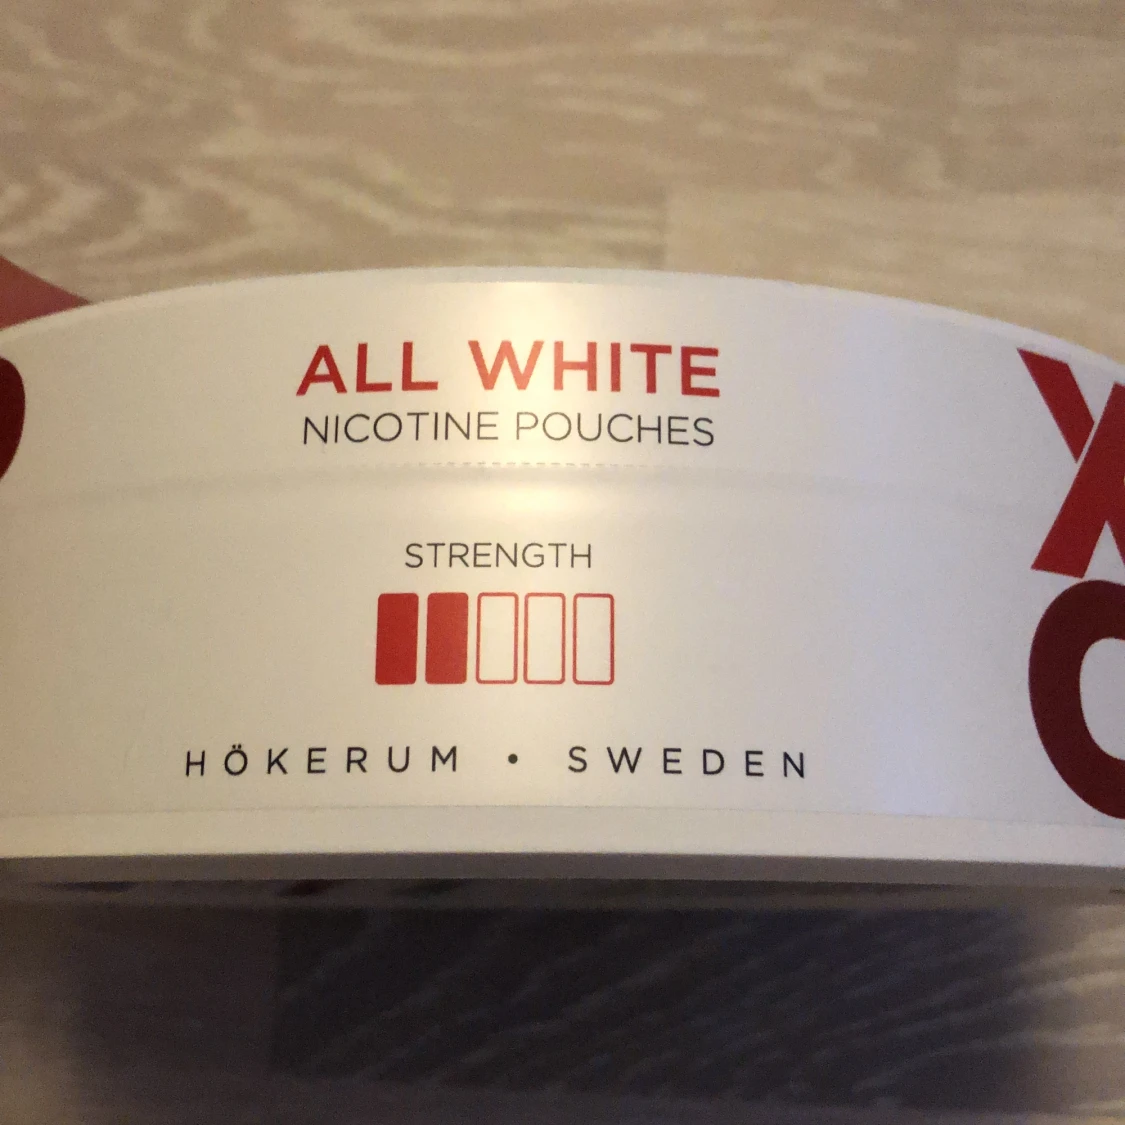 ALL WHITE
NICOTINE POUCHES
STRENGTH
HÖKERUM • SWEDEN